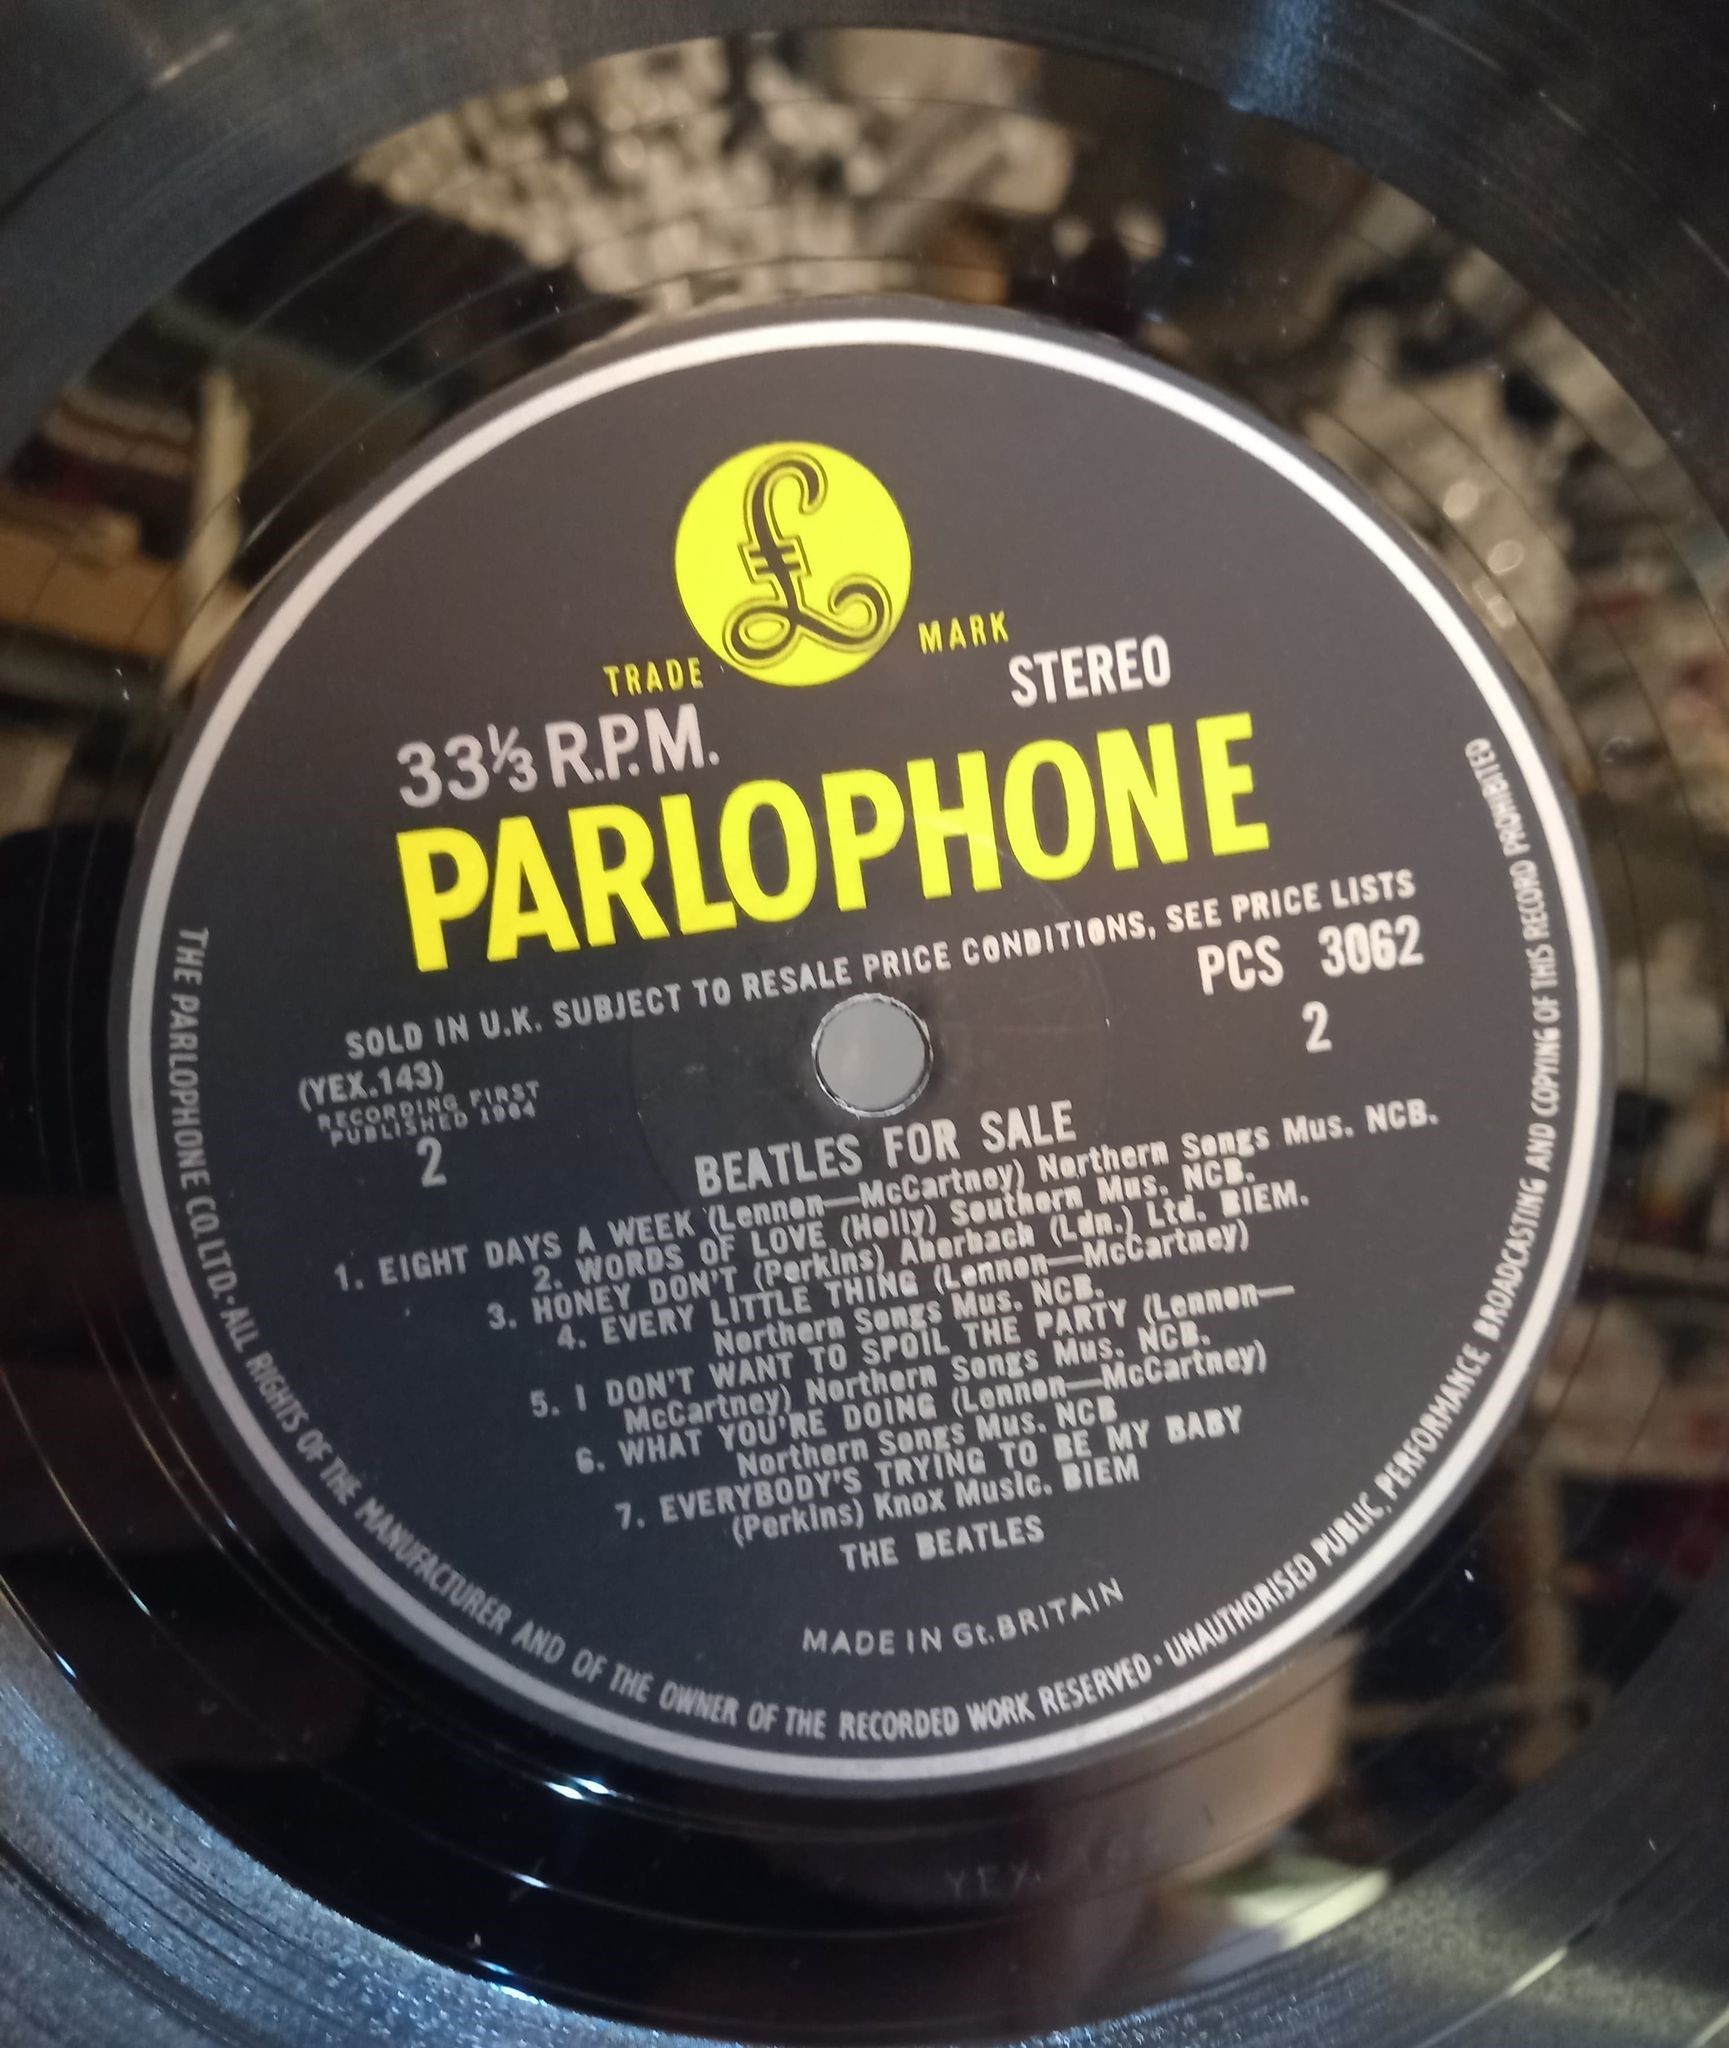 £
TRADE MARK
33⅓ R.P.M. STEREO
PARLOPHONE
SOLD IN U.K. SUBJECT TO RESALE PRICE CONDITIONS, SEE PRICE LISTS
PCS 3062
(YEX.143) 2
RECORDING FIRST
PUBLISHED 1964
2
BEATLES FOR SALE
1. EIGHT DAYS A WEEK (Lennon—McCartney) Northern Songs Mus. NCB.
2. WORDS OF LOVE (Holly) Southern Mus. NCB.
3. HONEY DON'T (Perkins) Aberbach (Ldn.) Ltd. BIEM.
4. EVERY LITTLE THING (Lennon—McCartney)
Northern Songs Mus. NCB.
5. I DON'T WANT TO SPOIL THE PARTY (Lennon—
McCartney) Northern Songs Mus. NCB.
6. WHAT YOU'RE DOING (Lennon—McCartney)
Northern Songs Mus. NCB
7. EVERYBODY'S TRYING TO BE MY BABY
(Perkins) Knox Music. BIEM
THE BEATLES
MADE IN Gt. BRITAIN
THE PARLOPHONE CO. LTD. · ALL RIGHTS OF THE MANUFACTURER AND OF THE OWNER OF THE RECORDED WORK RESERVED · UNAUTHORISED PUBLIC, PERFORMANCE BROADCASTING AND COPYING OF THIS RECORD PROHIBITED
YEX